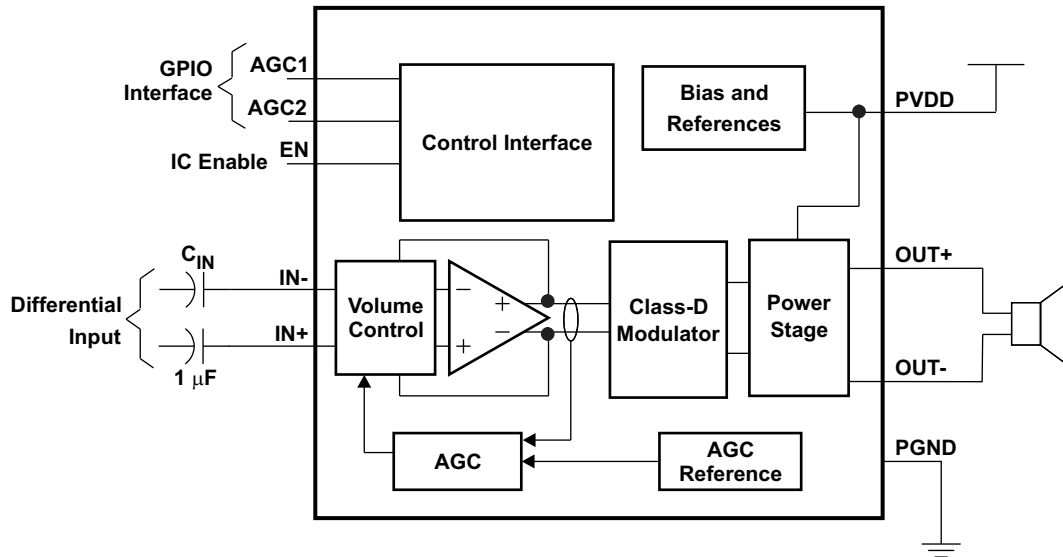 GPIO
Interface
AGC1
AGC2
EN
IC Enable
Control Interface
Bias and
References
PVDD
Differential
Input
CIN
1 μF
IN-
IN+
Volume
Control
−
+
+
−
Class-D
Modulator
Power
Stage
OUT+
OUT-
AGC
AGC
Reference
PGND